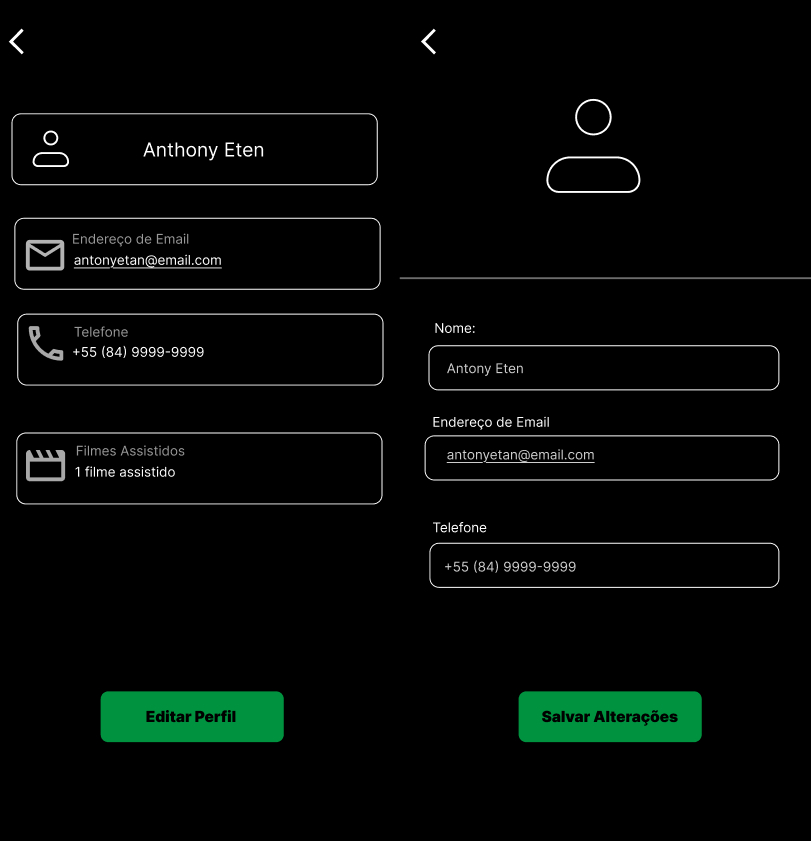 Anthony Eten
Endereço de Email
antonyetan@email.com
Telefone
+55 (84) 9999-9999
Filmes Assistidos
1 filme assistido
Editar Perfil
Nome:
Antony Eten
Endereço de Email
antonyetan@email.com
Telefone
+55 (84) 9999-9999
Salvar Alterações